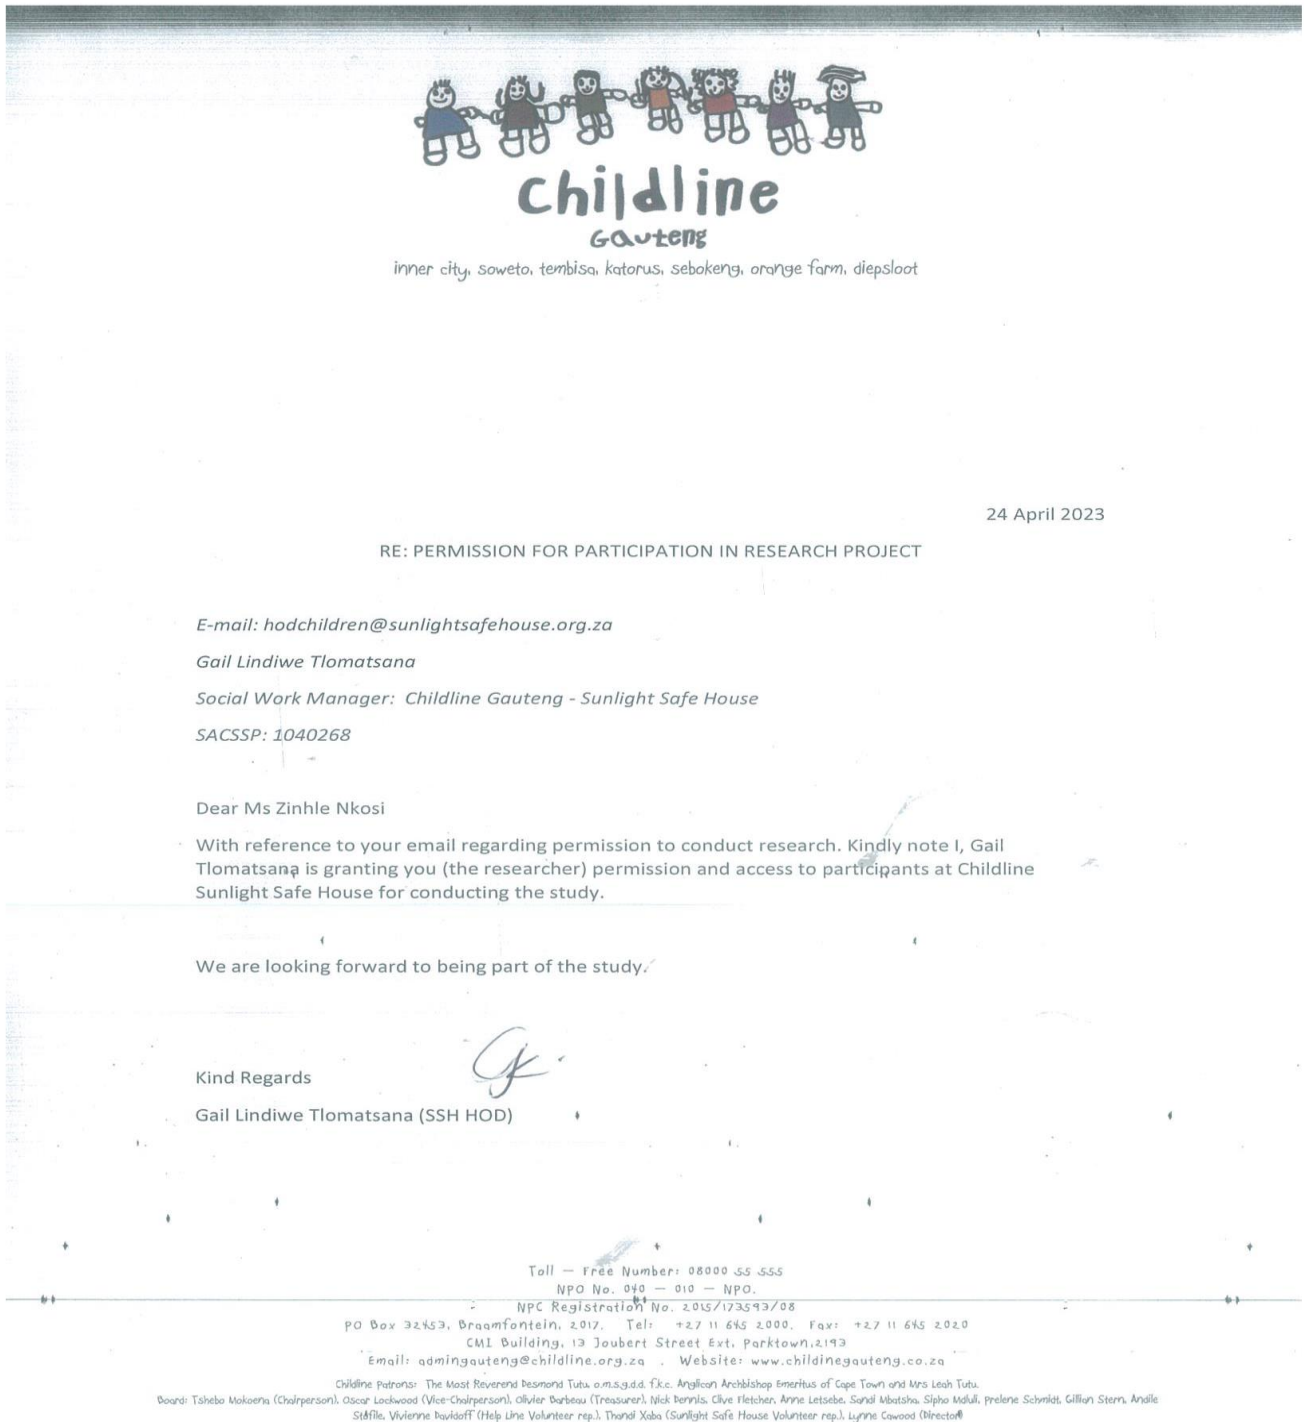 Childline
Gauteng
inner city, soweto, tembisa, katorus, sebokeng, orange farm, diepsloot
24 April 2023
RE: PERMISSION FOR PARTICIPATION IN RESEARCH PROJECT
E-mail: hodchildren@sunlightsafehouse.org.za
Gail Lindiwe Tlomatsana
Social Work Manager: Childline Gauteng - Sunlight Safe House
SACSSP: 1040268
Dear Ms Zinhle Nkosi
With reference to your email regarding permission to conduct research. Kindly note I, Gail
Tlomatsana is granting you (the researcher) permission and access to participants at Childline
Sunlight Safe House for conducting the study.
We are looking forward to being part of the study.
Kind Regards
Gail Lindiwe Tlomatsana (SSH HOD)
Toll – Free Number: 08000 55 555
NPO No. 040 – 010 – NPO.
NPC Registration No. 2015/173593/08
PO Box 32453, Braamfontein, 2017. Tel: +27 11 645 2000. Fax: +27 11 645 2020
CMI Building, 13 Joubert Street Ext, Parktown,2193
Email: admingauteng@childline.org.za . Website: www.childinegauteng.co.za
Childline Patrons: The Most Reverend Desmond Tutu o.m.s.g.d.d. f.k.c. Anglican Archbishop Emeritus of Cape Town and Mrs Leah Tutu.
Board: Tshebo Mokoena (Chairperson), Oscar Lockwood (Vice-Chairperson), Olivier Barbeau (Treasurer), Nick Dennis, Clive Fletcher, Anne Letsebe, Sandi Mbatsha, Sipho Mdluli, Prelene Schmidt, Gillian Stern, Andile
Stofile, Vivienne Davidoff (Help Line Volunteer rep.), Thandi Xaba (Sunlight Safe House Volunteer rep.), Lynne Cawood (Director)